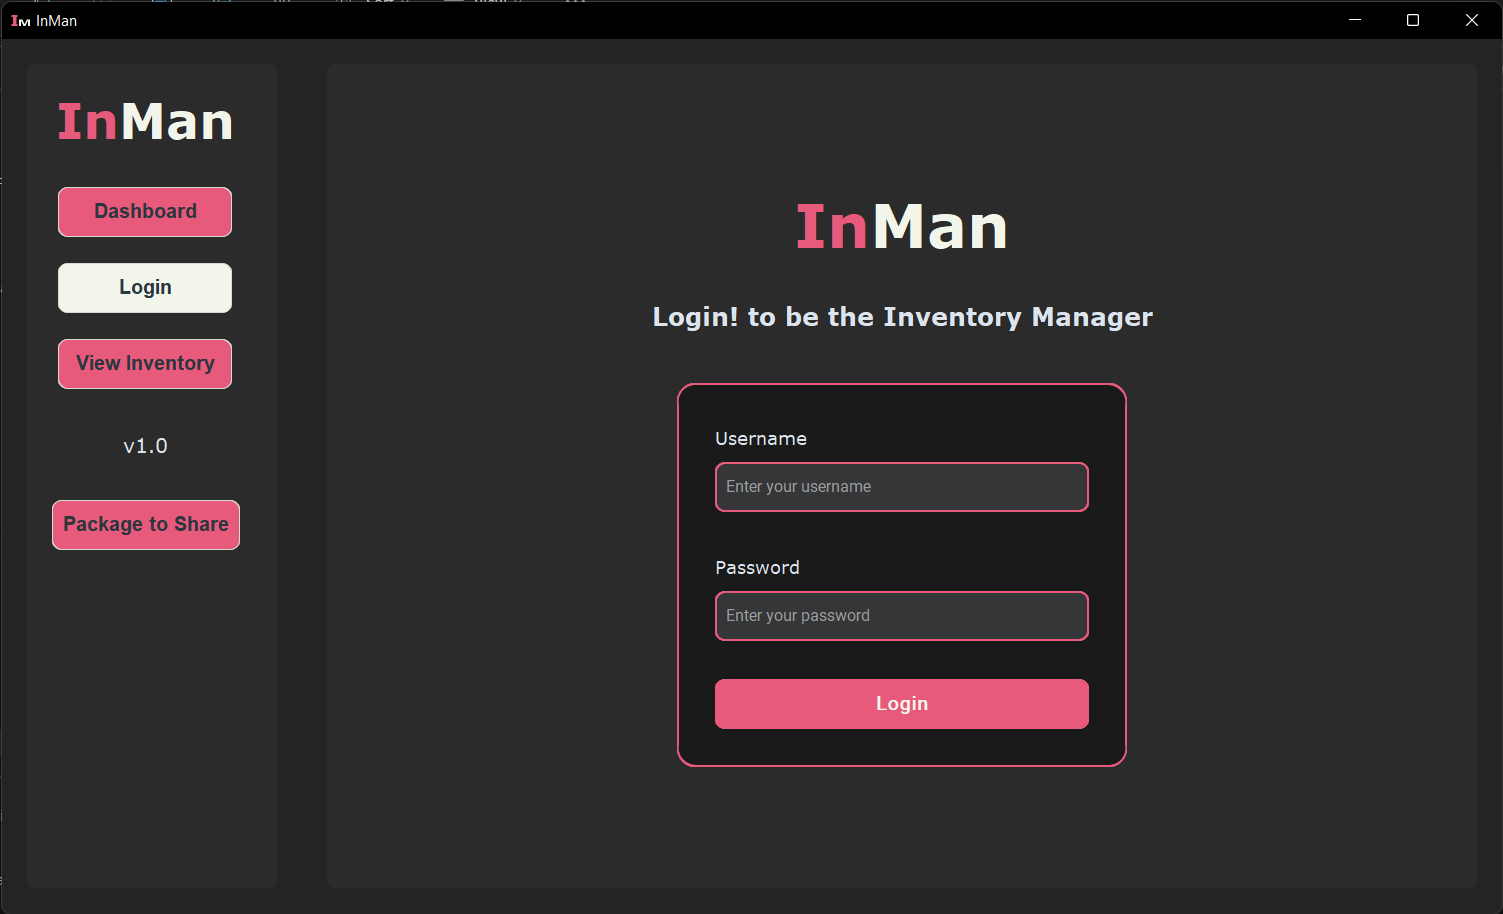 Im InMan
InMan
Dashboard
Login
View Inventory
v1.0
Package to Share
InMan
Login! to be the Inventory Manager
Username
Enter your username
Password
Enter your password
Login